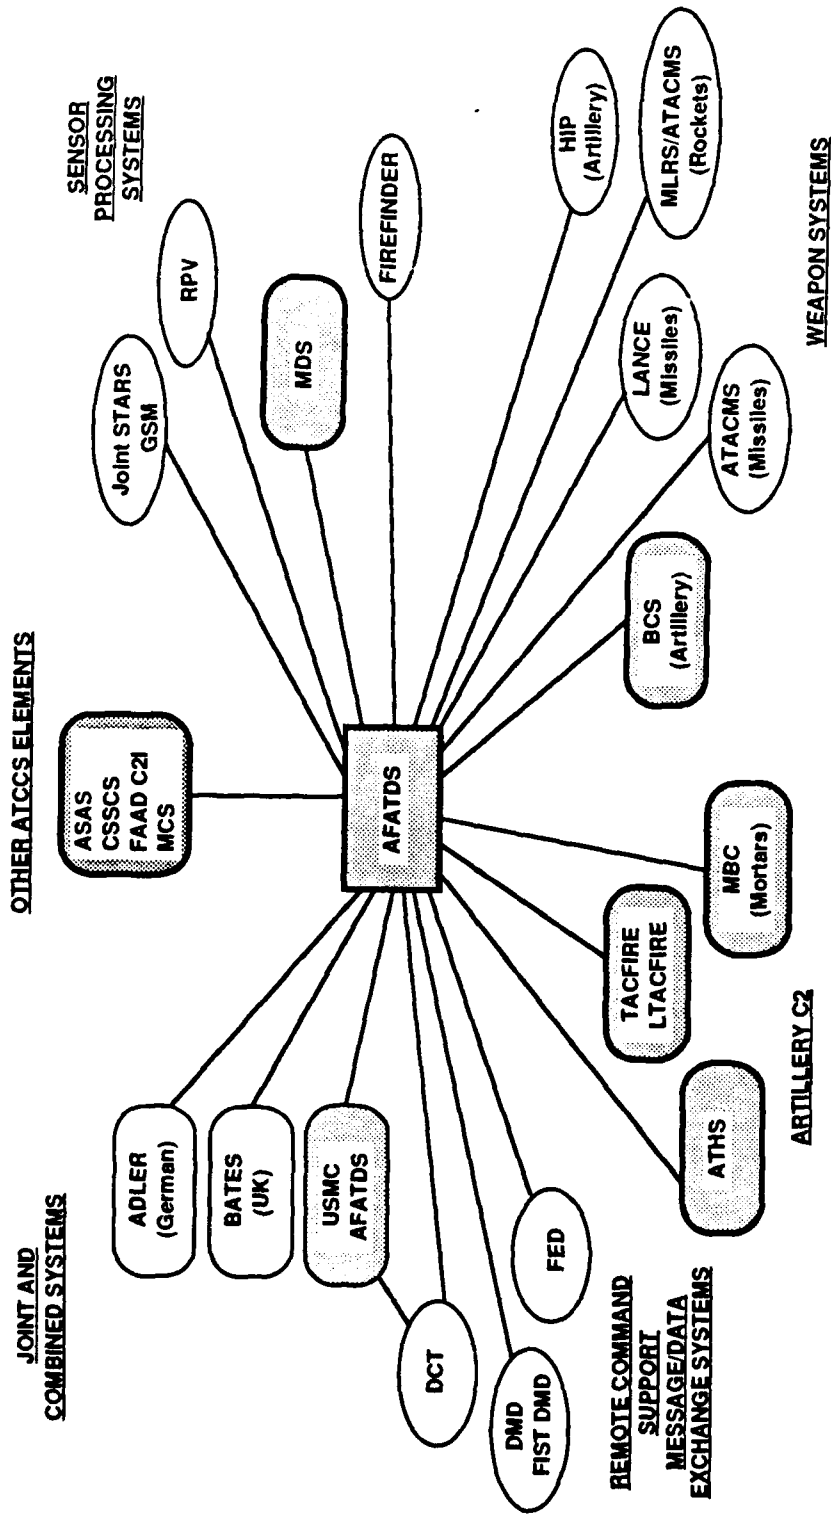 JOINT AND
COMBINED SYSTEMS
OTHER ATCCS ELEMENTS
SENSOR
PROCESSING
SYSTEMS
ASAS
CSSCS
FAAD C2I
MCS
Joint STARS
GSM
RPV
MDS
FIREFINDER
ADLER
(German)
BATES
(UK)
USMC
AFATDS
AFATDS
DCT
DMD
FIST DMD
FED
REMOTE COMMAND
SUPPORT
MESSAGE/DATA
EXCHANGE SYSTEMS
ATHS
TACFIRE
LTACFIRE
MBC
(Mortars)
ARTILLERY C2
BCS
(Artillery)
ATACMS
(Missiles)
LANCE
(Missiles)
HIP
(Artillery)
MLRS/ATACMS
(Rockets)
WEAPON SYSTEMS